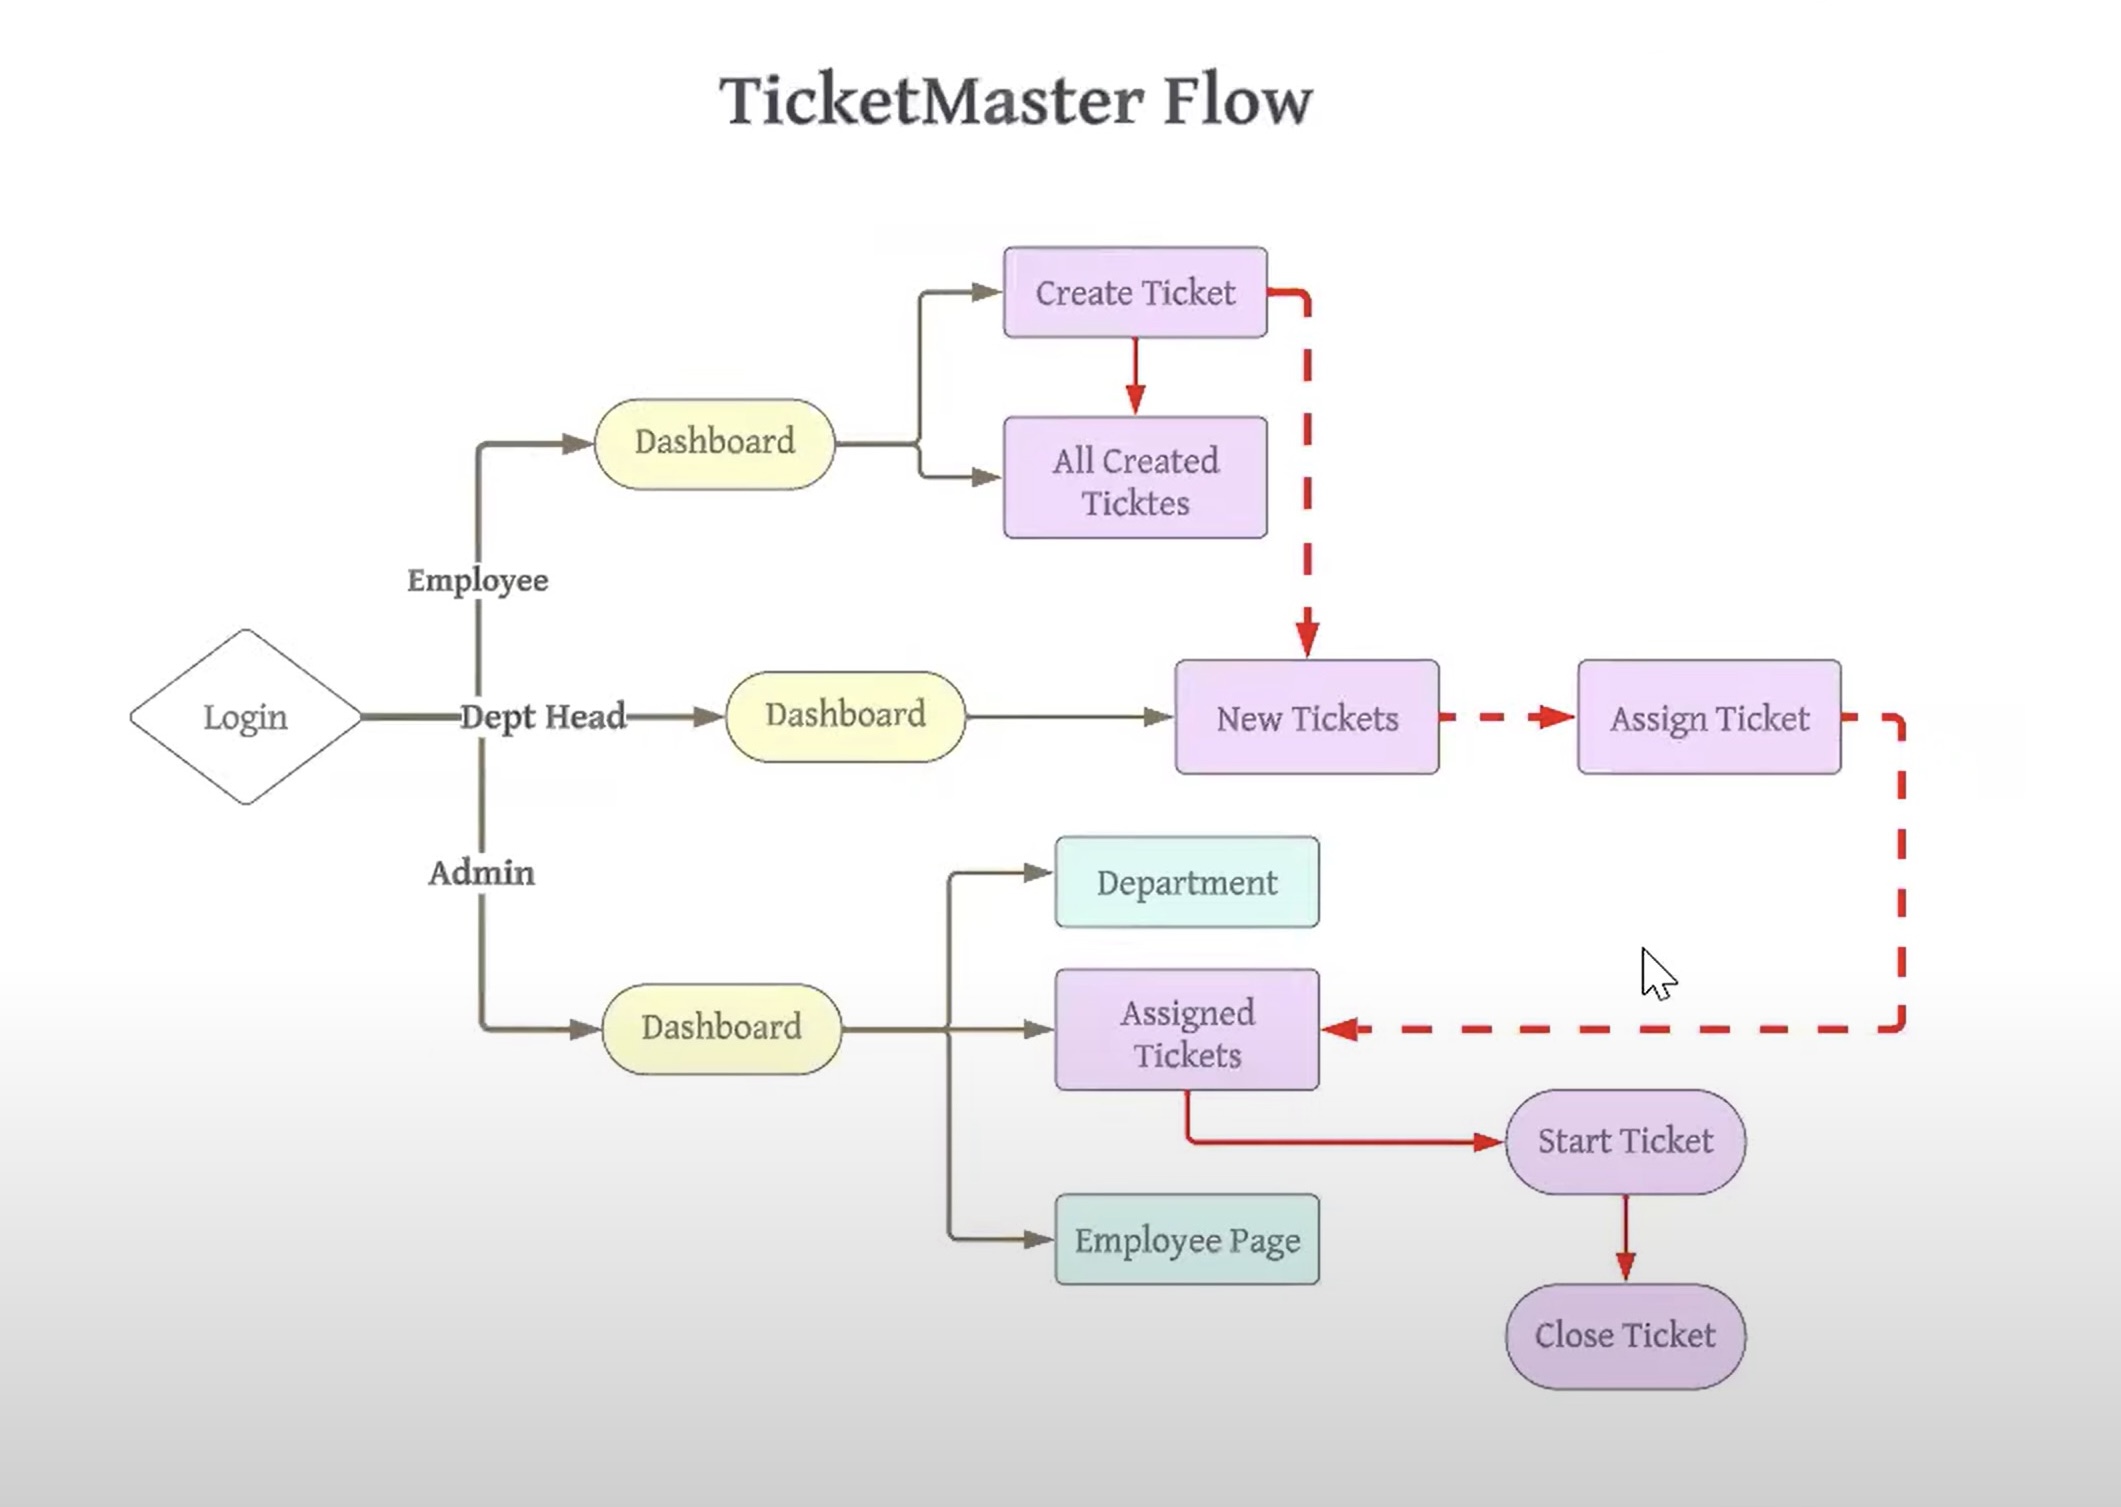 TicketMaster Flow
Create Ticket
Dashboard
All Created
Ticktes
Employee
Login
Dept Head
Dashboard
New Tickets
Assign Ticket
Admin
Department
Dashboard
Assigned
Tickets
Start Ticket
Employee Page
Close Ticket